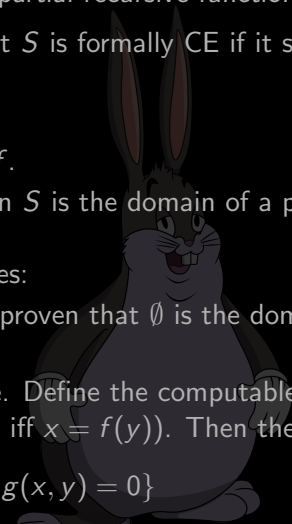 partial recursive function
t S is formally CE if it s
f.
n S is the domain of a p
es:
proven that ∅ is the dom
e. Define the computable
iff x = f(y)). Then the
g(x, y) = 0}